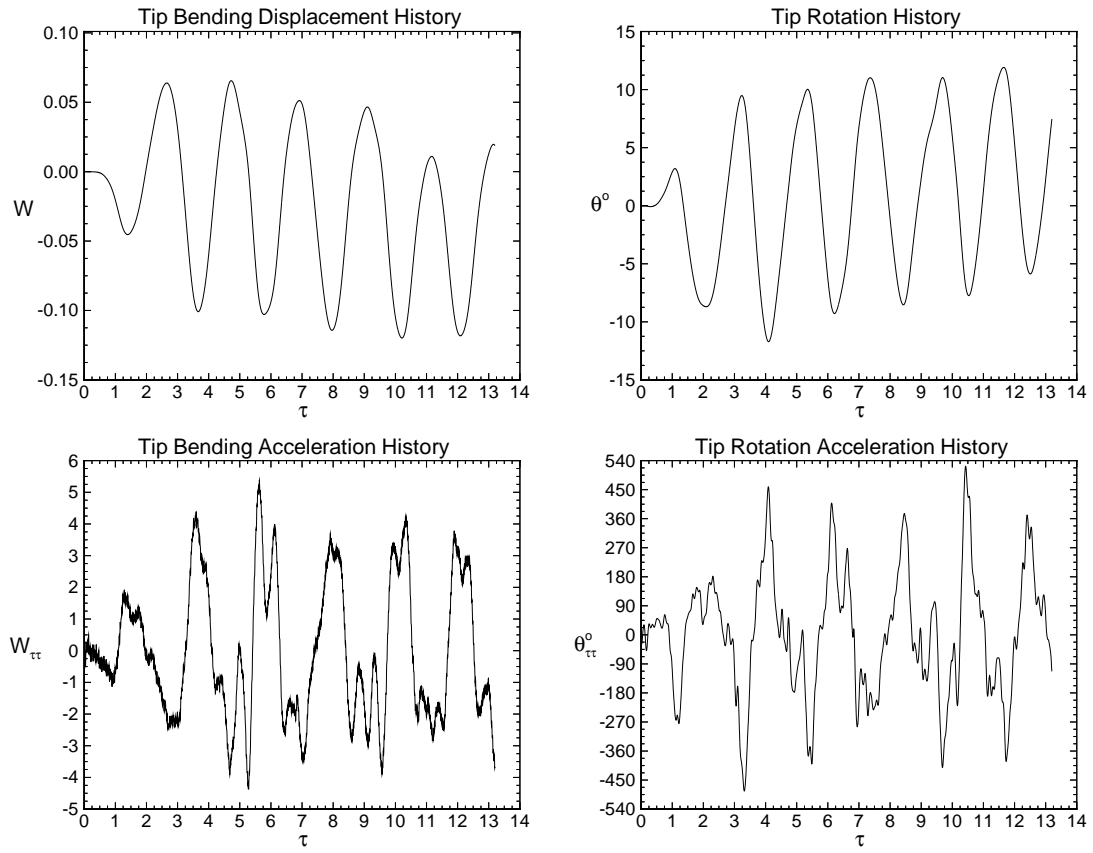 Tip Bending Displacement History
0.10
0.05
0.00
-0.05
-0.10
-0.15
W
0 1 2 3 4 5 6 7 8 9 10 11 12 13 14
τ
Tip Rotation History
15
10
5
0
-5
-10
-15
θ°
0 1 2 3 4 5 6 7 8 9 10 11 12 13 14
τ
Tip Bending Acceleration History
6
5
4
3
2
1
0
-1
-2
-3
-4
-5
Wττ
0 1 2 3 4 5 6 7 8 9 10 11 12 13 14
τ
Tip Rotation Acceleration History
540
450
360
270
180
90
0
-90
-180
-270
-360
-450
-540
θ°ττ
0 1 2 3 4 5 6 7 8 9 10 11 12 13 14
τ